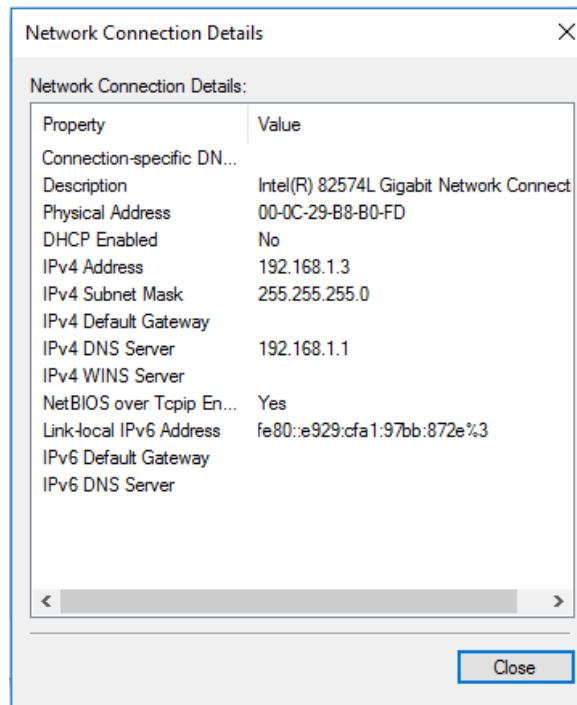 Network Connection Details
Network Connection Details:
Property Value
Connection-specific DN...
Description Intel(R) 82574L Gigabit Network Connect
Physical Address 00-0C-29-B8-B0-FD
DHCP Enabled No
IPv4 Address 192.168.1.3
IPv4 Subnet Mask 255.255.255.0
IPv4 Default Gateway
IPv4 DNS Server 192.168.1.1
IPv4 WINS Server
NetBIOS over Tcpip En... Yes
Link-local IPv6 Address fe80::e929:cfa1:97bb:872e%3
IPv6 Default Gateway
IPv6 DNS Server
Close